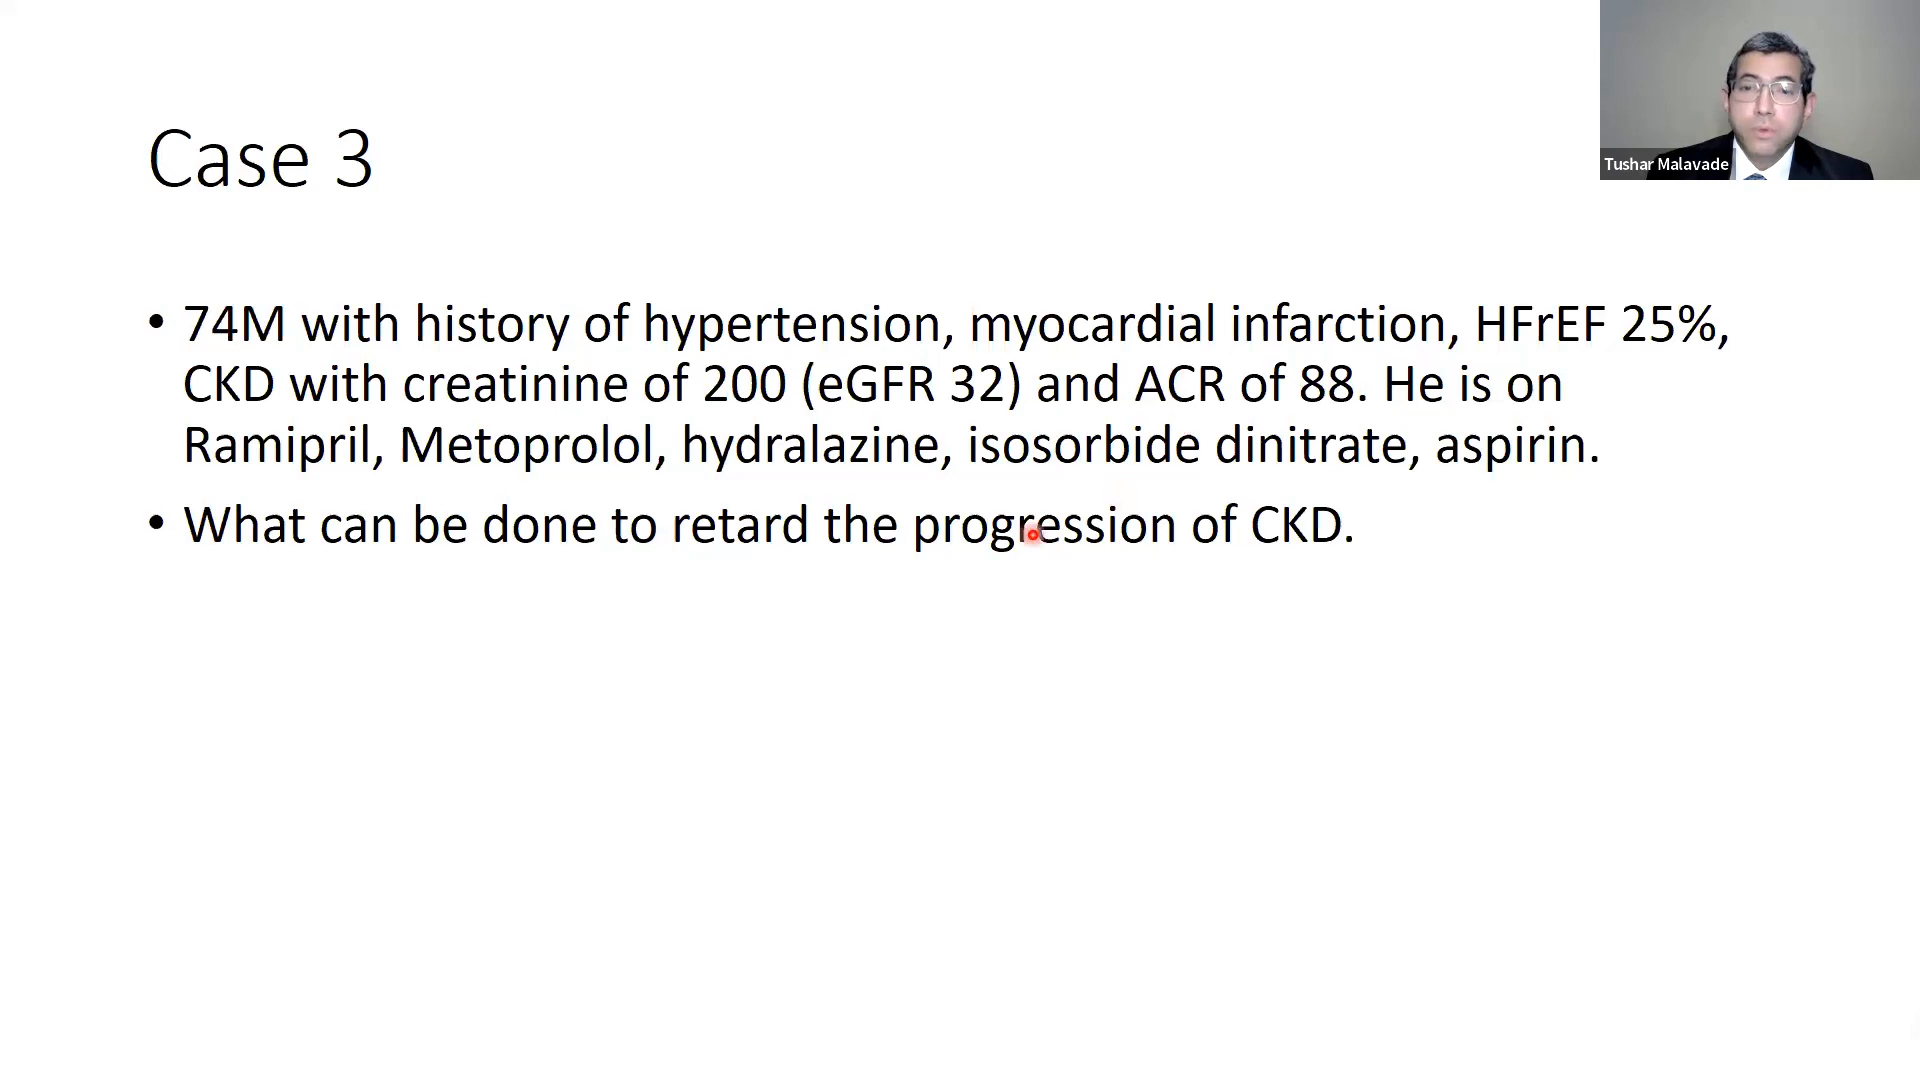 Tushar Malavade
Case 3
• 74M with history of hypertension, myocardial infarction, HFrEF 25%,
CKD with creatinine of 200 (eGFR 32) and ACR of 88. He is on
Ramipril, Metoprolol, hydralazine, isosorbide dinitrate, aspirin.
• What can be done to retard the progression of CKD.